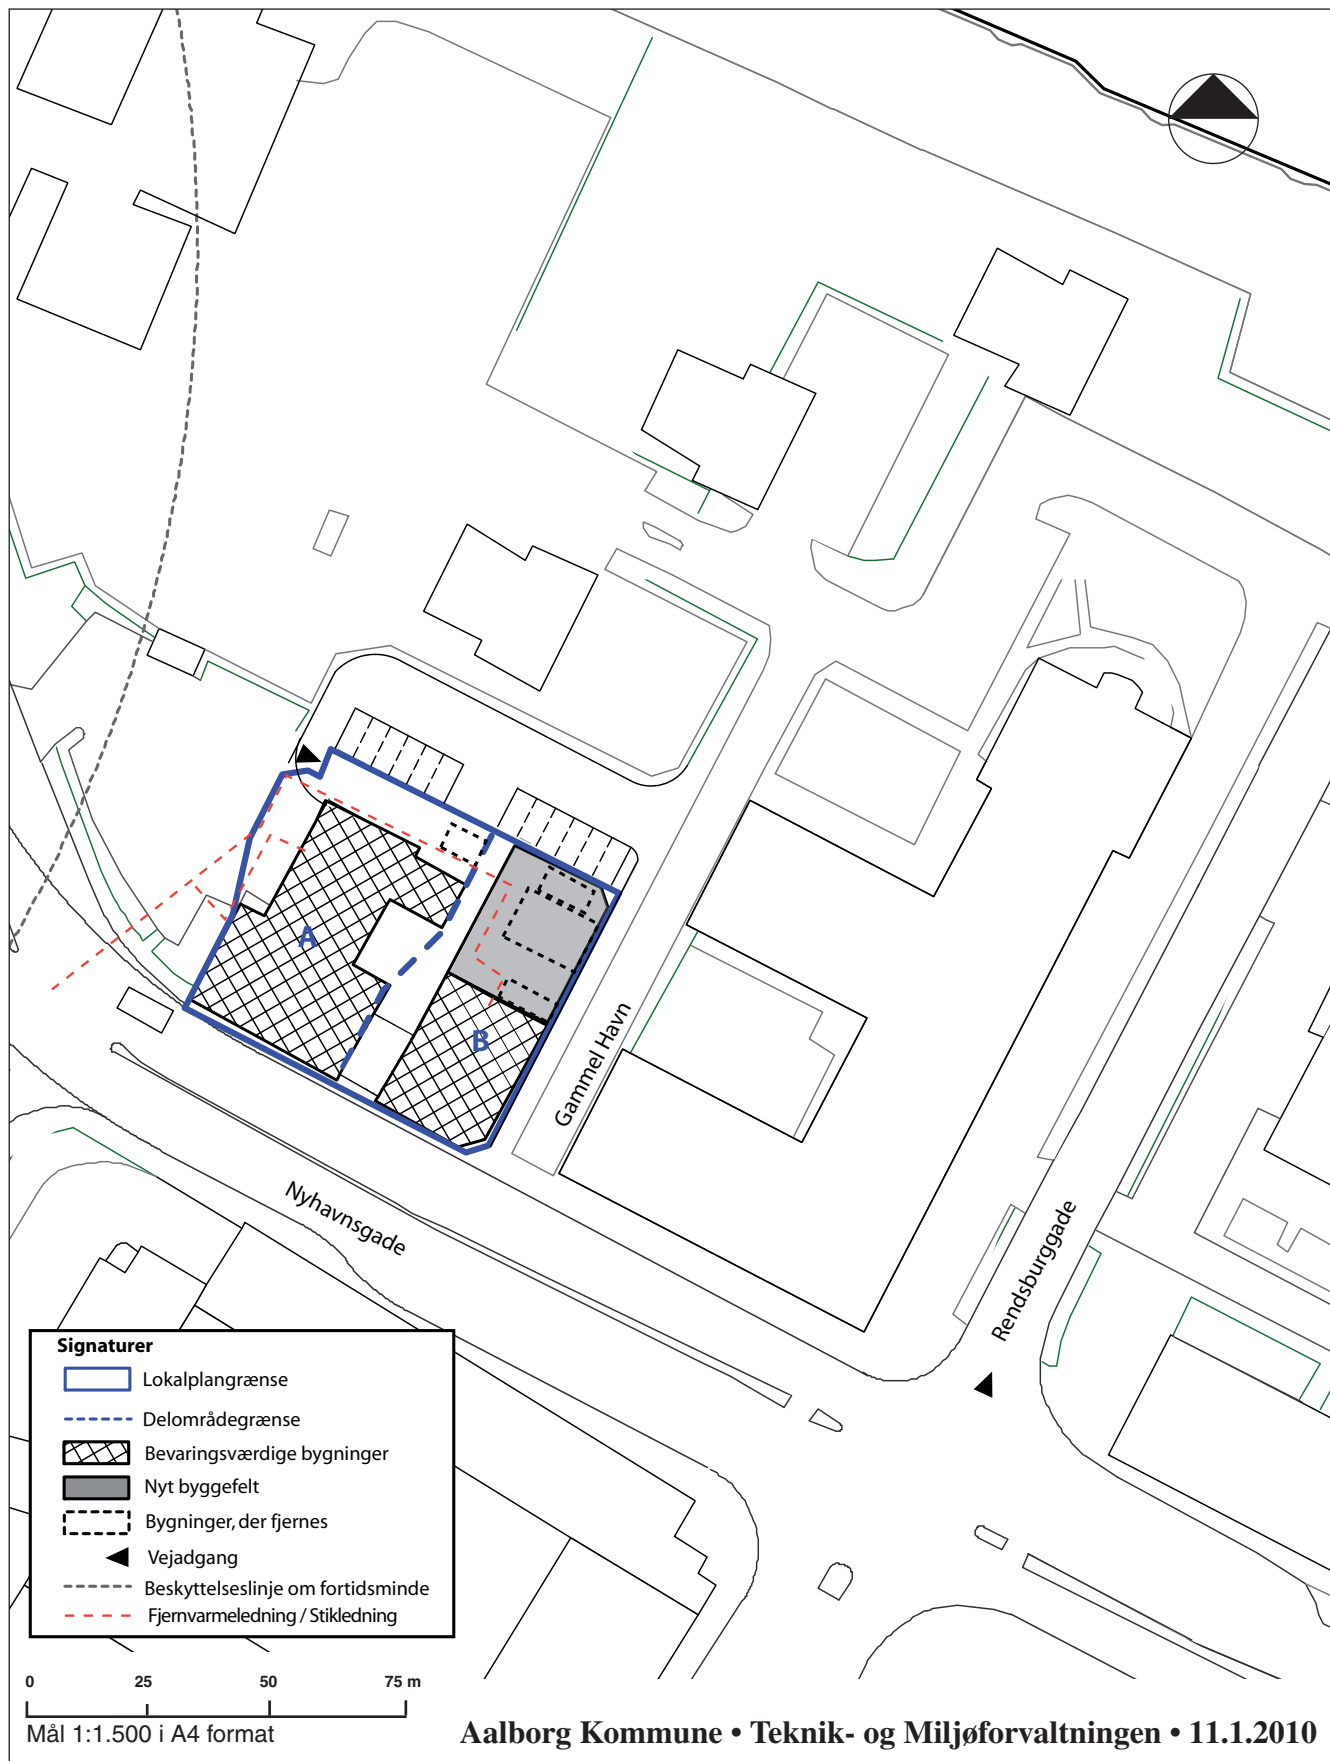 A
B
Gammel Havn
Nyhavnsgade
Rendsburggade
Signaturer
Lokalplangrænse
Delområdegrænse
Bevaringsværdige bygninger
Nyt byggefelt
Bygninger, der fjernes
Vejadgang
Beskyttelseslinje om fortidsminde
Fjernvarmeledning / Stikledning
0 25 50 75 m
Mål 1:1.500 i A4 format
Aalborg Kommune • Teknik- og Miljøforvaltningen • 11.1.2010